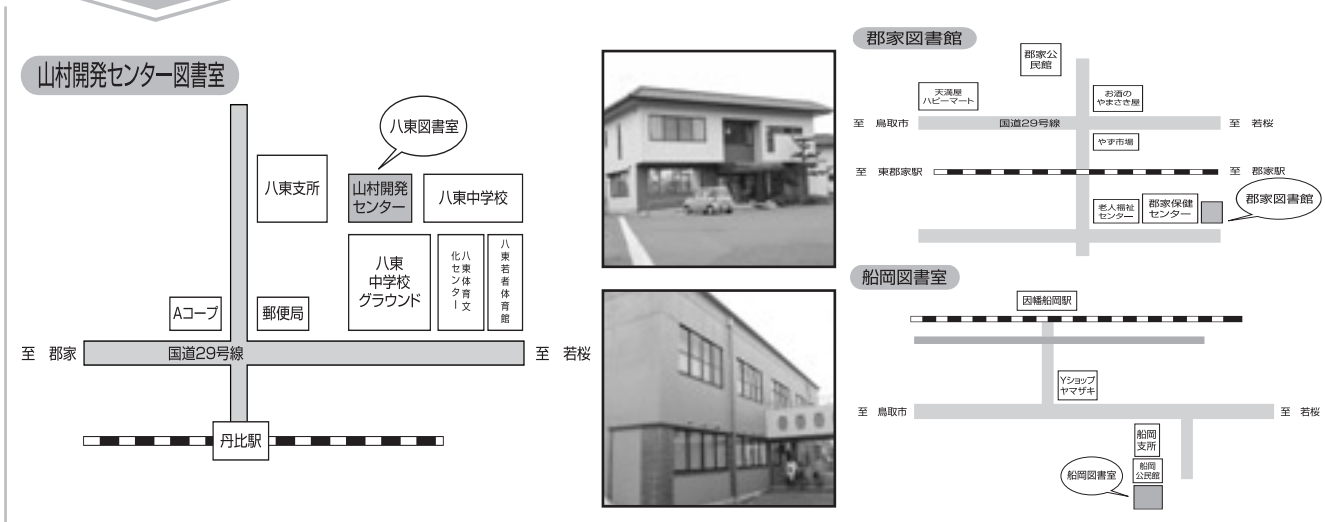 山村開発センター図書室
八東図書室
八東支所
山村開発
センター
八東中学校
八東
中学校
グラウンド
八東体育文
化センター
八東若者体育館
Aコープ
郵便局
至 郡家
国道29号線
至 若桜
丹比駅
郡家図書館
郡家公
民館
天満屋
ハピーマート
お酒の
やまさき屋
至 鳥取市
国道29号線
至 若桜
やず市場
至 東郡家駅
至 郡家駅
老人福祉
センター
郡家保健
センター
郡家図書館
船岡図書室
因幡船岡駅
Yショップ
ヤマザキ
至 鳥取市
至 若桜
船岡
支所
船岡
公民館
船岡図書室